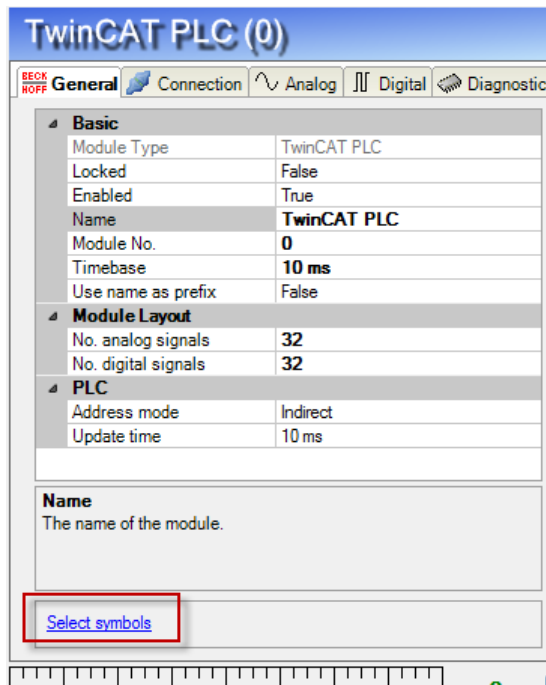 TwinCAT PLC (0)
BECK HOFF General Connection Analog Digital Diagnostic
Basic
Module Type TwinCAT PLC
Locked False
Enabled True
Name TwinCAT PLC
Module No. 0
Timebase 10 ms
Use name as prefix False
Module Layout
No. analog signals 32
No. digital signals 32
PLC
Address mode Indirect
Update time 10 ms
Name
The name of the module.
Select symbols